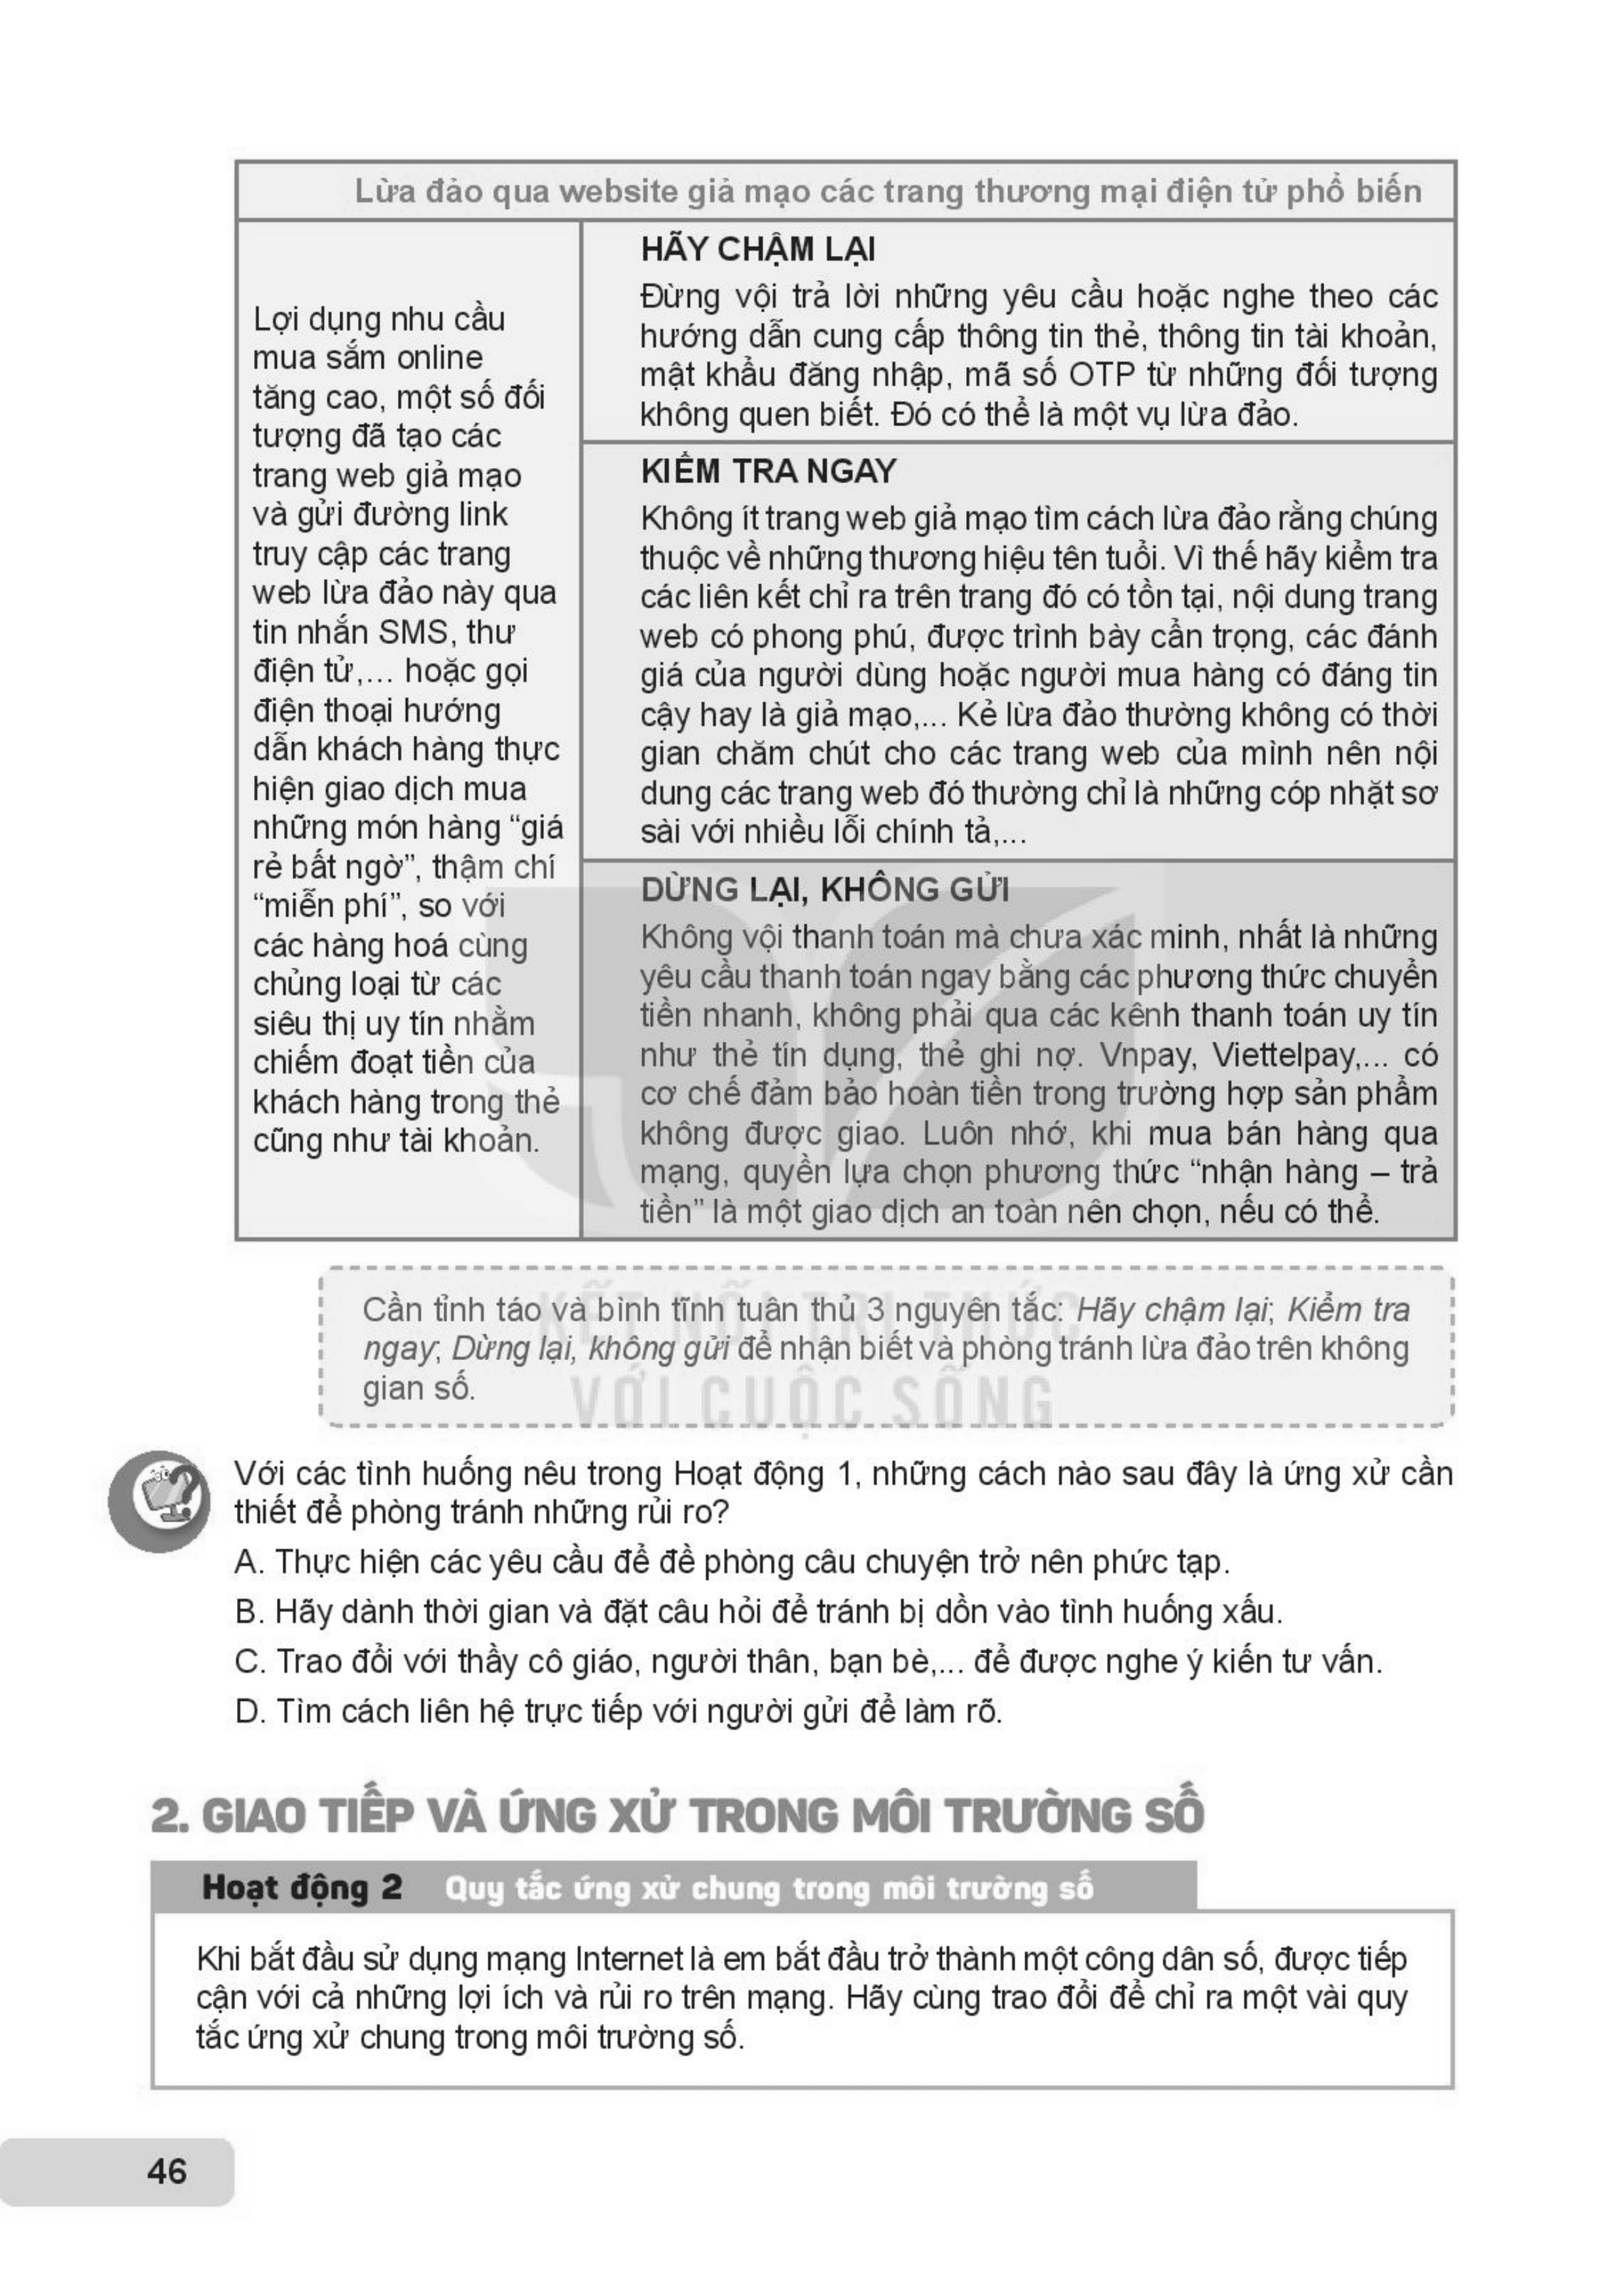 Lừa đảo qua website giả mạo các trang thương mại điện tử phổ biến
Lợi dụng nhu cầu
mua sắm online
tăng cao, một số đối
tượng đã tạo các
trang web giả mạo
và gửi đường link
truy cập các trang
web lừa đảo này qua
tin nhắn SMS, thư
điện tử,... hoặc gọi
điện thoại hướng
dẫn khách hàng thực
hiện giao dịch mua
những món hàng “giá
rẻ bất ngờ”, thậm chí
“miễn phí”, so với
các hàng hoá cùng
chủng loại từ các
siêu thị uy tín nhằm
chiếm đoạt tiền của
khách hàng trong thẻ
cũng như tài khoản.
HÃY CHẬM LẠI
Đừng vội trả lời những yêu cầu hoặc nghe theo các
hướng dẫn cung cấp thông tin thẻ, thông tin tài khoản,
mật khẩu đăng nhập, mã số OTP từ những đối tượng
không quen biết. Đó có thể là một vụ lừa đảo.
KIỂM TRA NGAY
Không ít trang web giả mạo tìm cách lừa đảo rằng chúng
thuộc về những thương hiệu tên tuổi. Vì thế hãy kiểm tra
các liên kết chỉ ra trên trang đó có tồn tại, nội dung trang
web có phong phú, được trình bày cẩn trọng, các đánh
giá của người dùng hoặc người mua hàng có đáng tin
cậy hay là giả mạo,... Kẻ lừa đảo thường không có thời
gian chăm chút cho các trang web của mình nên nội
dung các trang web đó thường chỉ là những cóp nhặt sơ
sài với nhiều lỗi chính tả,...
DỪNG LẠI, KHÔNG GỬI
Không vội thanh toán mà chưa xác minh, nhất là những
yêu cầu thanh toán ngay bằng các phương thức chuyển
tiền nhanh, không phải qua các kênh thanh toán uy tín
như thẻ tín dụng, thẻ ghi nợ. Vnpay, Viettelpay,... có
cơ chế đảm bảo hoàn tiền trong trường hợp sản phẩm
không được giao. Luôn nhớ, khi mua bán hàng qua
mạng, quyền lựa chọn phương thức “nhận hàng – trả
tiền” là một giao dịch an toàn nên chọn, nếu có thể.
KẾT NỐI TRI THỨC
VỚI CUỘC SỐNG
Cần tỉnh táo và bình tĩnh tuân thủ 3 nguyên tắc: Hãy chậm lại; Kiểm tra
ngay; Dừng lại, không gửi để nhận biết và phòng tránh lừa đảo trên không
gian số.
Với các tình huống nêu trong Hoạt động 1, những cách nào sau đây là ứng xử cần
thiết để phòng tránh những rủi ro?
A. Thực hiện các yêu cầu để đề phòng câu chuyện trở nên phức tạp.
B. Hãy dành thời gian và đặt câu hỏi để tránh bị dồn vào tình huống xấu.
C. Trao đổi với thầy cô giáo, người thân, bạn bè,... để được nghe ý kiến tư vấn.
D. Tìm cách liên hệ trực tiếp với người gửi để làm rõ.
2. GIAO TIẾP VÀ ỨNG XỬ TRONG MÔI TRƯỜNG SỐ
Hoạt động 2 Quy tắc ứng xử chung trong môi trường số
Khi bắt đầu sử dụng mạng Internet là em bắt đầu trở thành một công dân số, được tiếp
cận với cả những lợi ích và rủi ro trên mạng. Hãy cùng trao đổi để chỉ ra một vài quy
tắc ứng xử chung trong môi trường số.
46